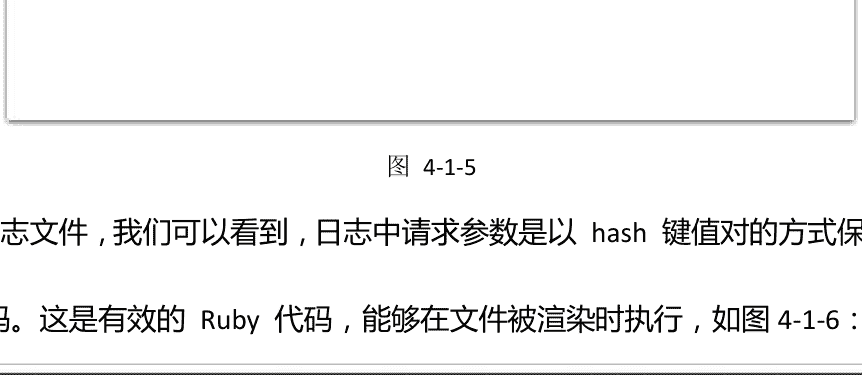 图 4-1-5
志文件，我们可以看到，日志中请求参数是以 hash 键值对的方式保
码。这是有效的 Ruby 代码，能够在文件被渲染时执行，如图4-1-6：